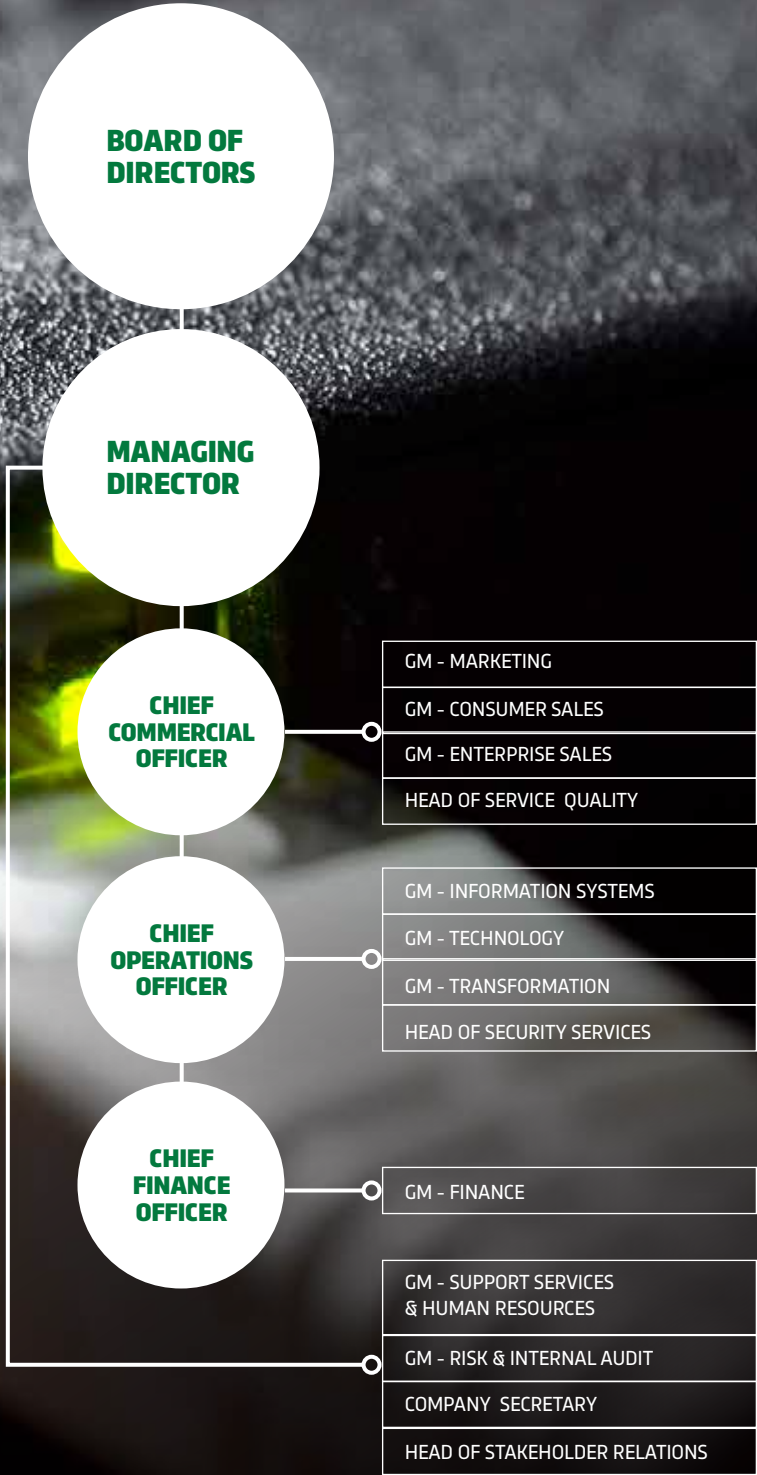 BOARD OF
DIRECTORS
MANAGING
DIRECTOR
CHIEF
COMMERCIAL
OFFICER
GM - MARKETING
GM - CONSUMER SALES
GM - ENTERPRISE SALES
HEAD OF SERVICE QUALITY
CHIEF
OPERATIONS
OFFICER
GM - INFORMATION SYSTEMS
GM - TECHNOLOGY
GM - TRANSFORMATION
HEAD OF SECURITY SERVICES
CHIEF
FINANCE
OFFICER
GM - FINANCE
GM - SUPPORT SERVICES
& HUMAN RESOURCES
GM - RISK & INTERNAL AUDIT
COMPANY SECRETARY
HEAD OF STAKEHOLDER RELATIONS